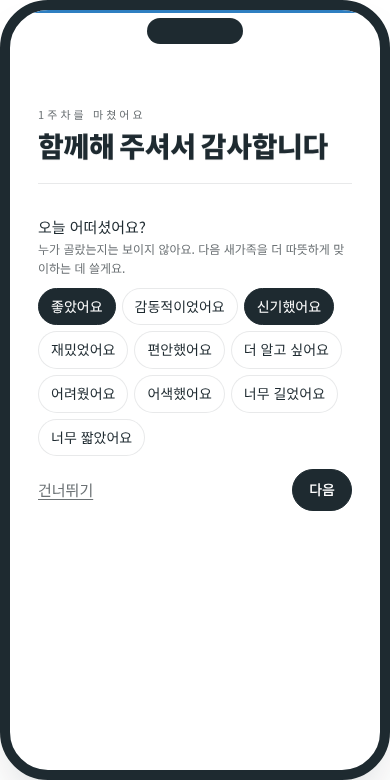 1주차를 마쳤어요
함께해 주셔서 감사합니다
오늘 어떠셨어요?
누가 골랐는지는 보이지 않아요. 다음 새가족을 더 따뜻하게 맞
이하는 데 쓸게요.
좋았어요 감동적이었어요 신기했어요
재밌었어요 편안했어요 더 알고 싶어요
어려웠어요 어색했어요 너무 길었어요
너무 짧았어요
건너뛰기 다음